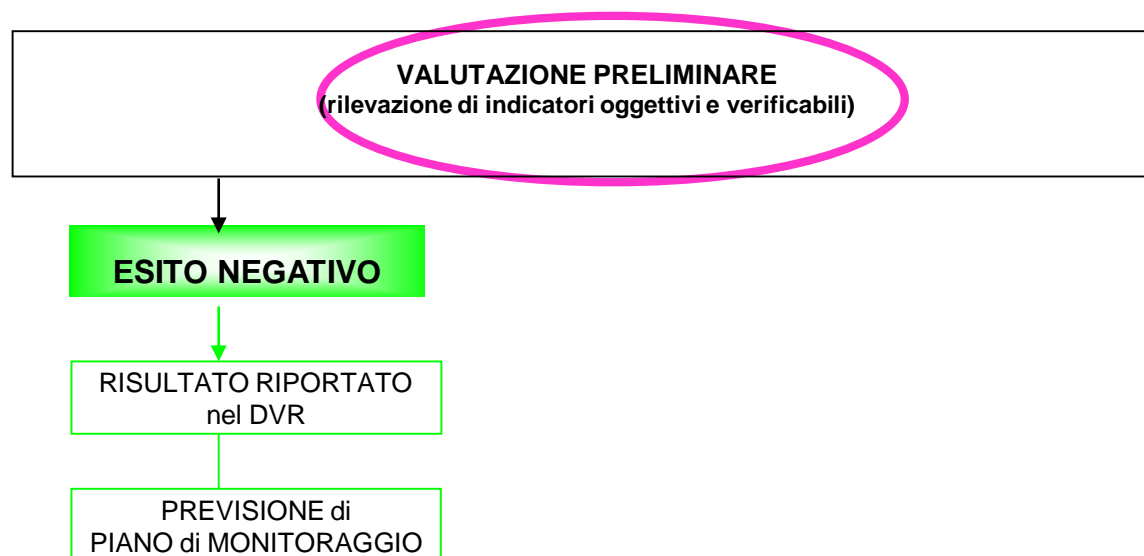 VALUTAZIONE PRELIMINARE
(rilevazione di indicatori oggettivi e verificabili)
ESITO NEGATIVO
RISULTATO RIPORTATO
nel DVR
PREVISIONE di
PIANO di MONITORAGGIO